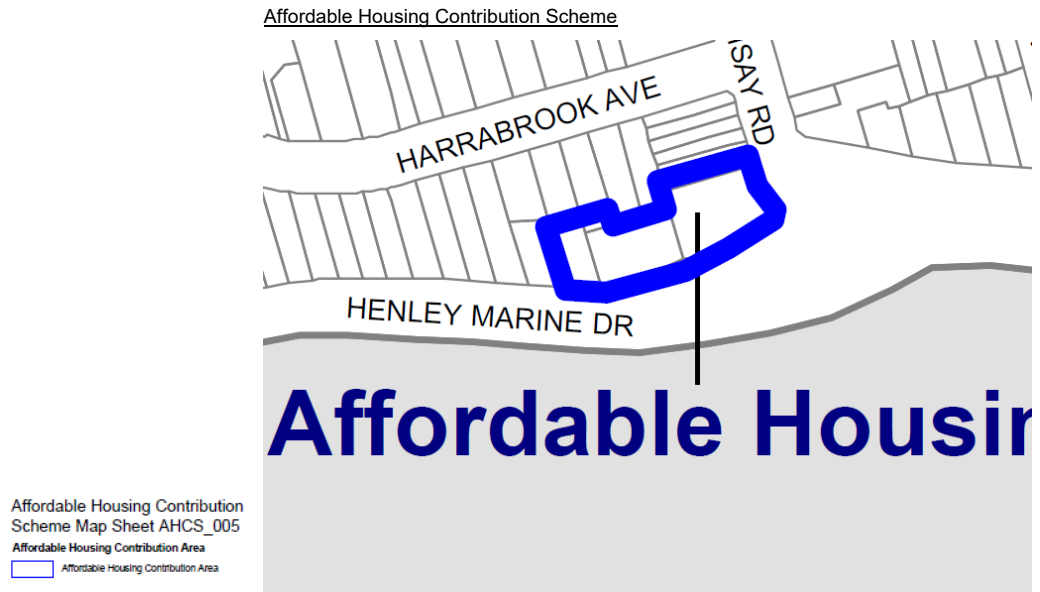 Affordable Housing Contribution Scheme
SAY RD
HARRABROOK AVE
HENLEY MARINE DR
Affordable Housin
Affordable Housing Contribution
Scheme Map Sheet AHCS_005
Affordable Housing Contribution Area
Affordable Housing Contribution Area